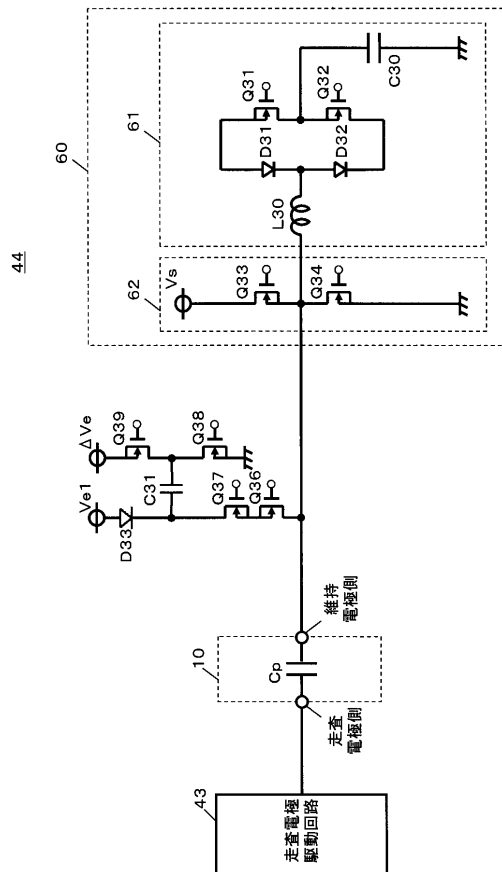 44
60
61
62
Q31
Q32
C30
D31
D32
L30
Vs
Q33
Q34
ΔVe
Q39
Q38
Ve1
C31
D33
Q37
Q36
維持
電極側
10
Cp
走査
電極側
43
走査電極
駆動回路